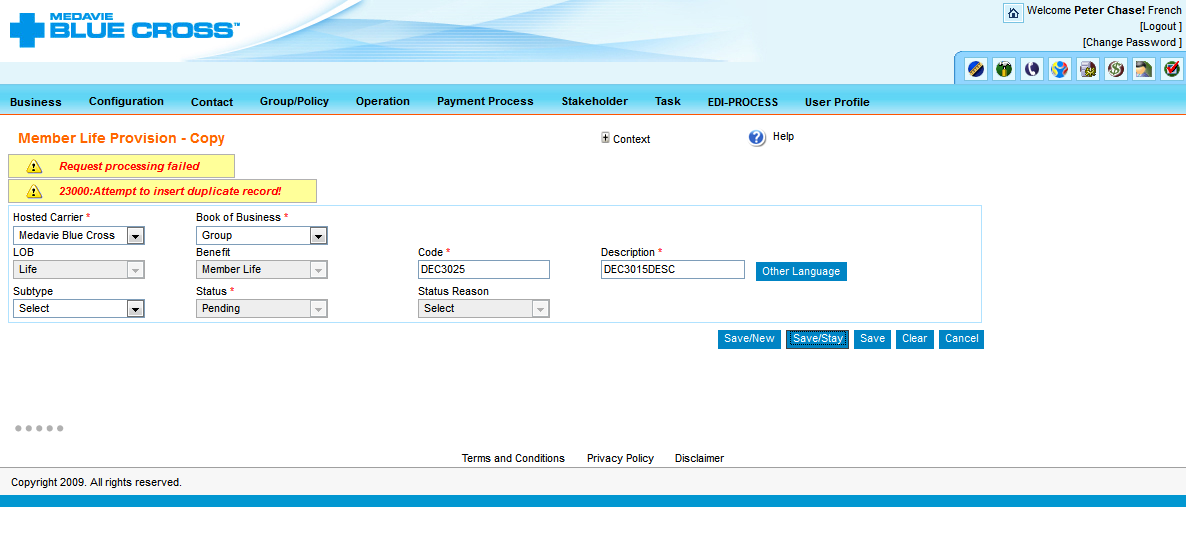 MEDAVIE
BLUE CROSS™
Welcome Peter Chase! French
[Logout ]
[Change Password ]
Business Configuration Contact Group/Policy Operation Payment Process Stakeholder Task EDI-PROCESS User Profile
Member Life Provision - Copy
Context
Help
Request processing failed
23000:Attempt to insert duplicate record!
Hosted Carrier * Book of Business *
Medavie Blue Cross Group
LOB Benefit Code * Description *
Life Member Life DEC3025 DEC3015DESC Other Language
Subtype Status * Status Reason
Select Pending Select
Save/New Save/Stay Save Clear Cancel
Terms and Conditions Privacy Policy Disclaimer
Copyright 2009. All rights reserved.